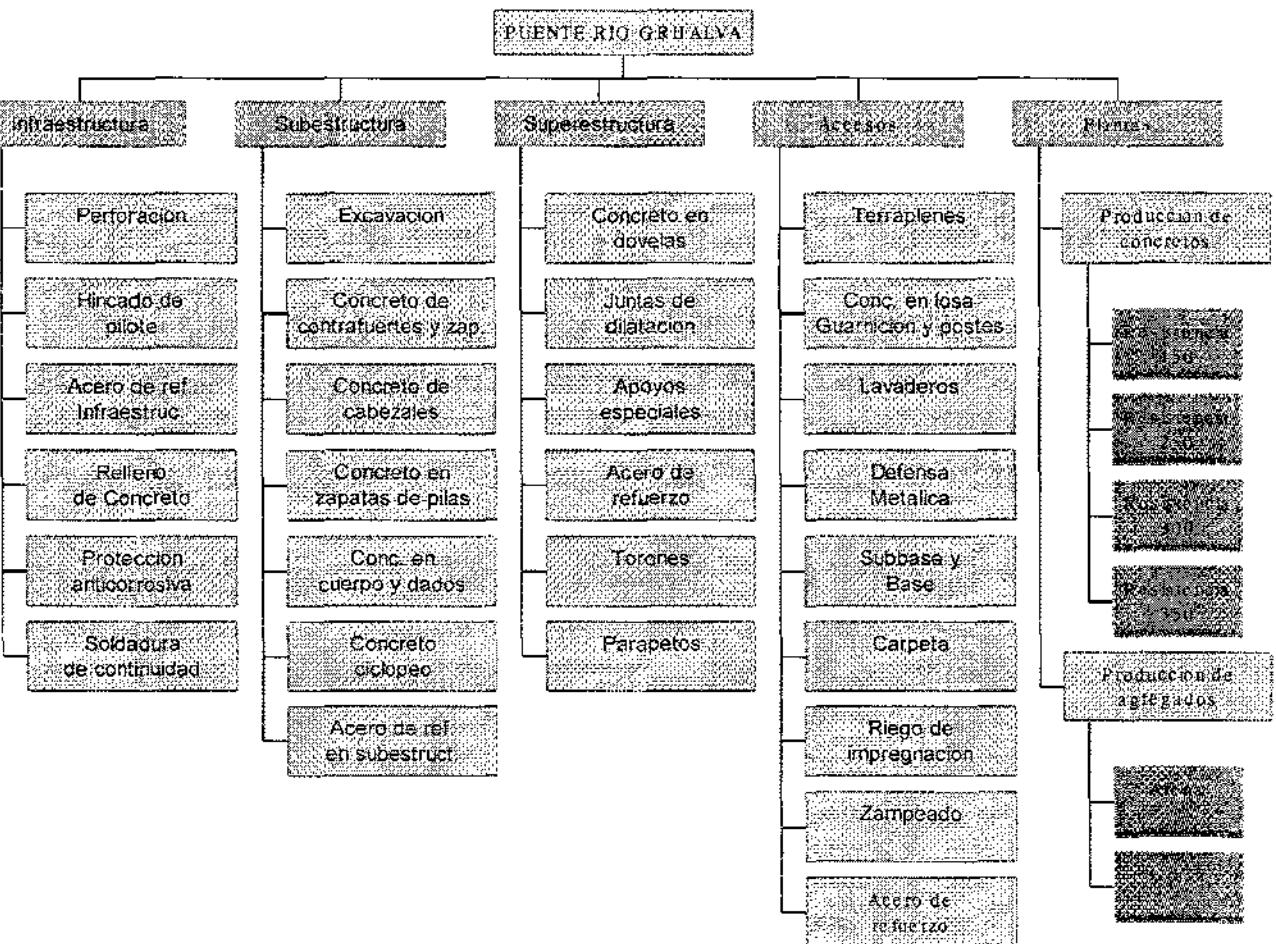 PUENTE RIO GRIJALVA
Infraestructura
Subestructura
Superestructura
Accesos
Plantas
Perforacion
Hincado de
pilote
Acero de ref
Infraestruc.
Relleno
de Concreto
Proteccion
anticorrosiva
Soldadura
de continuidad
Excavacion
Concreto de
contrafuertes y zap.
Concreto de
cabezales
Concreto en
zapatas de pilas
Conc. en
cuerpo y dados
Concreto
ciclopeo
Acero de ref
en subestruct.
Concreto en
dovelas
Juntas de
dilatacion
Apoyos
especiales
Acero de
refuerzo
Torones
Parapetos
Terraplenes
Conc. en losa
Guarnicion y postes
Lavaderos
Defensa
Metalica
Subbase y
Base
Carpeta
Riego de
impregnacion
Zampeado
Acero de
refuerzo
Produccion de
concretos
150
250
300
350
Produccion de
agregados